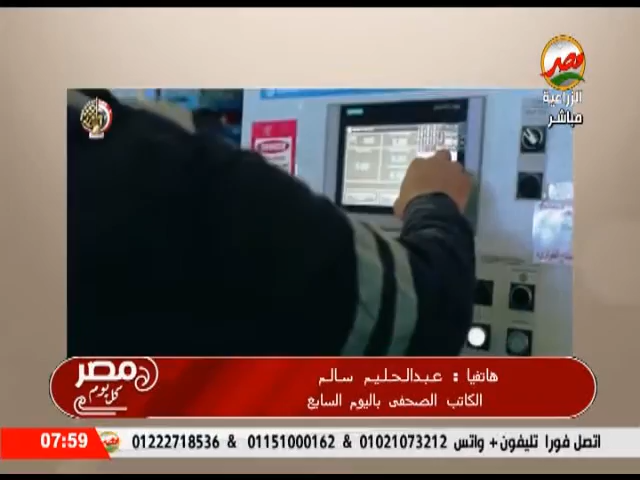 مصر
الزراعية
مباشر
DANGER
هاتفيا : عبدالحليم سالم
الكاتب الصحفى باليوم السابع
مصر
كل يوم
اتصل فورا تليفون+ واتس 01021073212 & 01151000162 & 01222718536
07:59